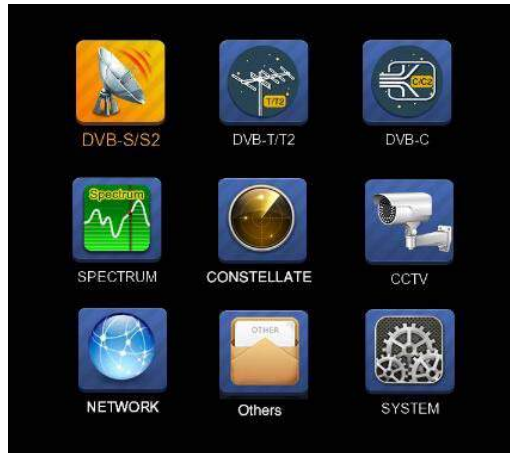 T/T2
C/C2
DVB-S/S2
DVB-T/T2
DVB-C
Spectrum
SPECTRUM
CONSTELLATE
CCTV
OTHER
NETWORK
Others
SYSTEM